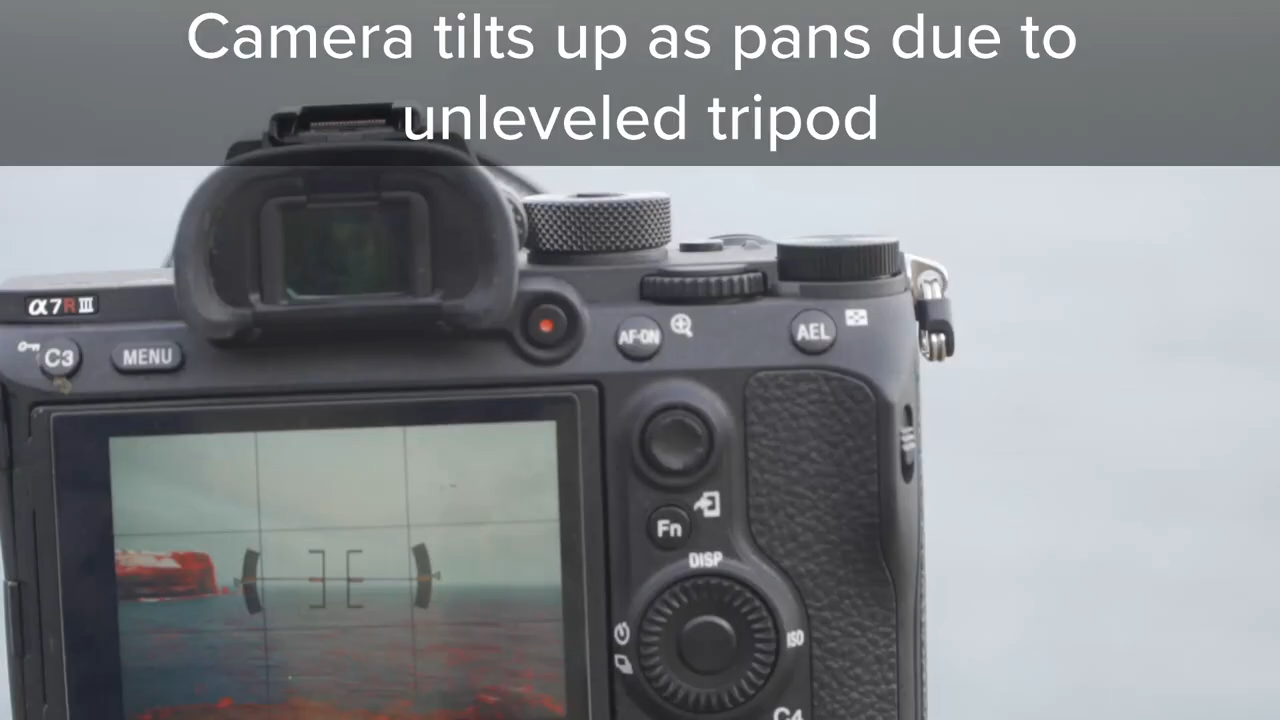 Camera tilts up as pans due to
unleveled tripod
α7RIII
C3
MENU
AF-ON
AEL
Fn
DISP
ISO
C4